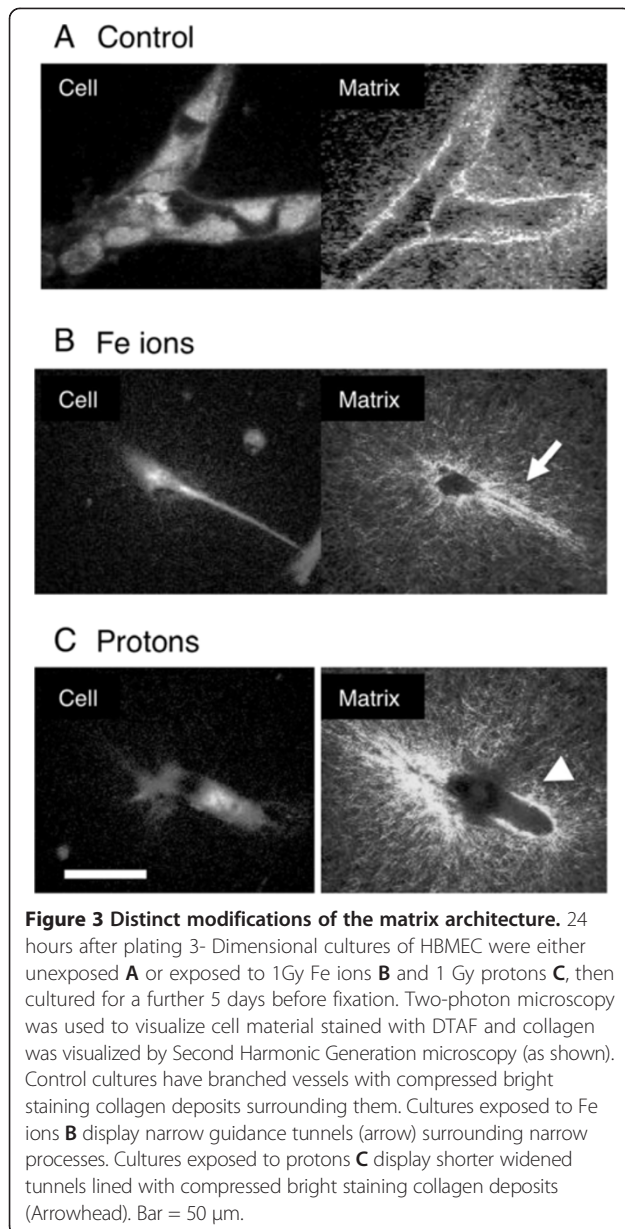 A Control
Cell
Matrix
B Fe ions
Cell
Matrix
C Protons
Cell
Matrix
Figure 3 Distinct modifications of the matrix architecture. 24
hours after plating 3- Dimensional cultures of HBMEC were either
unexposed A or exposed to 1Gy Fe ions B and 1 Gy protons C, then
cultured for a further 5 days before fixation. Two-photon microscopy
was used to visualize cell material stained with DTAF and collagen
was visualized by Second Harmonic Generation microscopy (as shown).
Control cultures have branched vessels with compressed bright
staining collagen deposits surrounding them. Cultures exposed to Fe
ions B display narrow guidance tunnels (arrow) surrounding narrow
processes. Cultures exposed to protons C display shorter widened
tunnels lined with compressed bright staining collagen deposits
(Arrowhead). Bar = 50 μm.